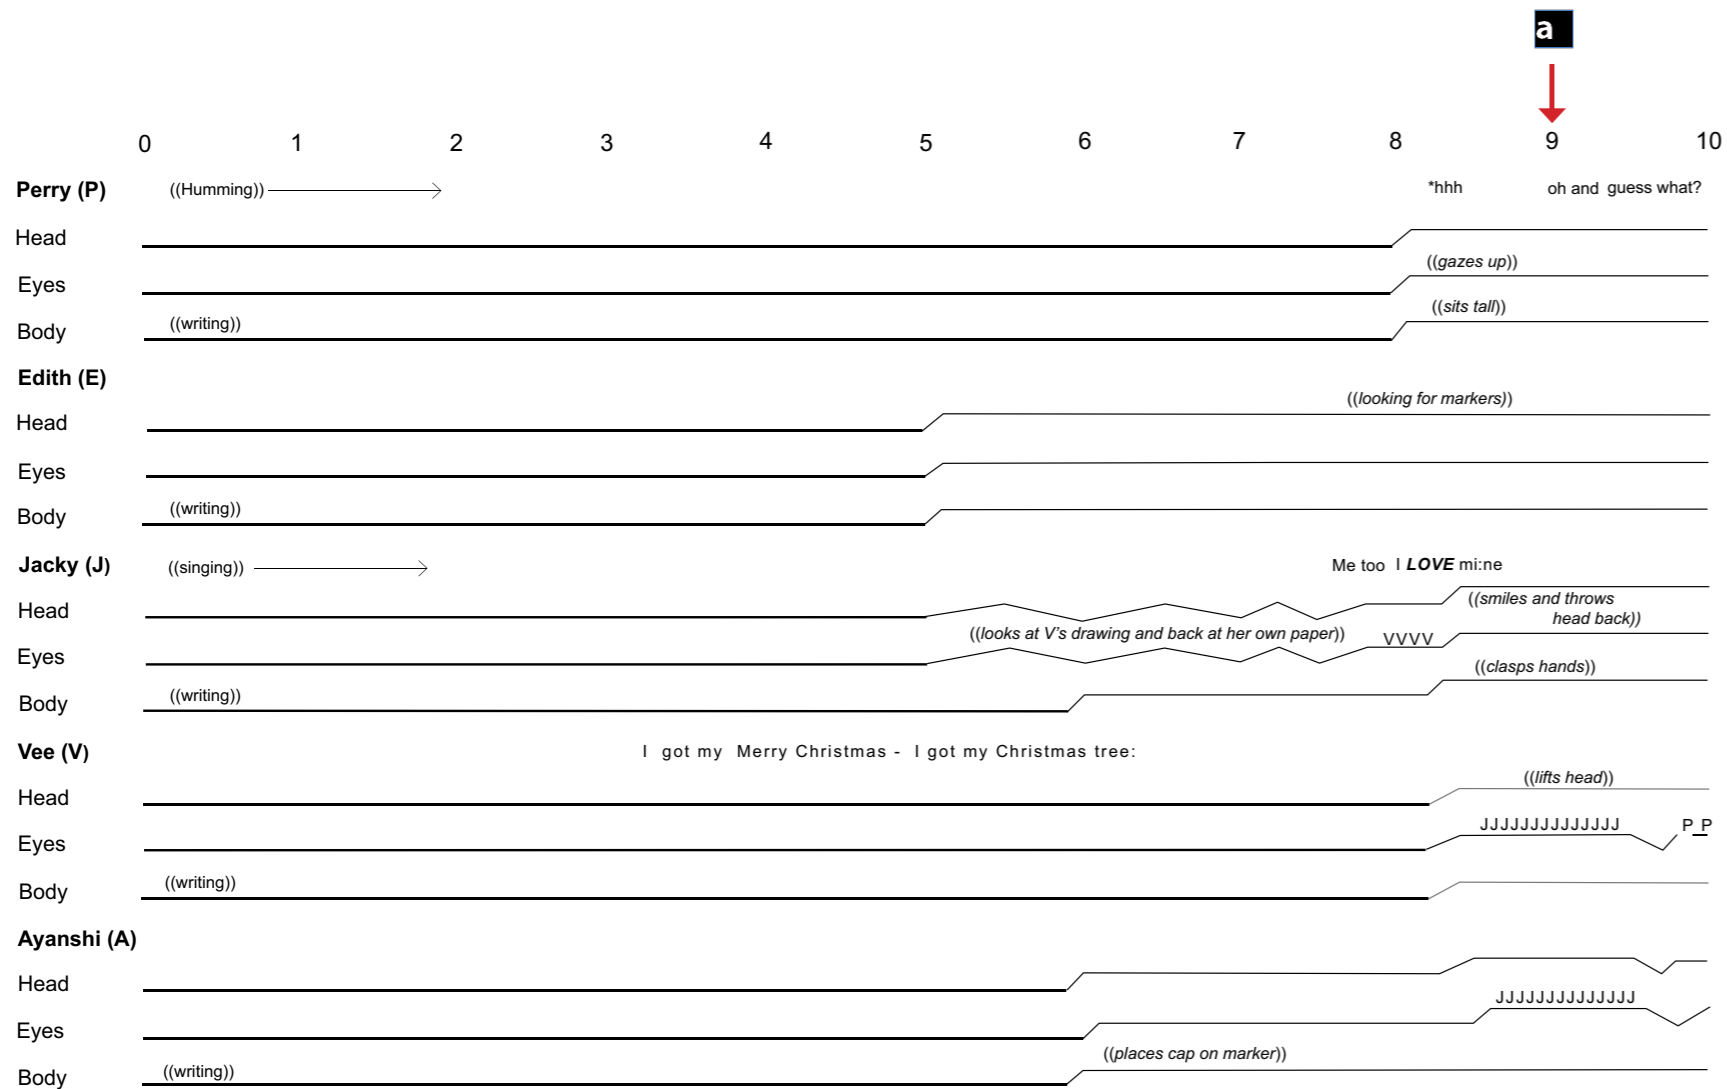 a
0 1 2 3 4 5 6 7 8 9 10
Perry (P) ((Humming)) *hhh oh and guess what?
Head
Eyes ((gazes up))
Body ((writing)) ((sits tall))
Edith (E)
Head ((looking for markers))
Eyes
Body ((writing))
Jacky (J) ((singing)) Me too I LOVE mi:ne
Head ((smiles and throws
head back))
Eyes ((looks at V's drawing and back at her own paper)) VVVV
Body ((writing)) ((clasps hands))
Vee (V) I got my Merry Christmas - I got my Christmas tree:
Head ((lifts head))
Eyes JJJJJJJJJJJJJJ P P
Body ((writing))
Ayanshi (A)
Head
Eyes JJJJJJJJJJJJJJ
Body ((writing)) ((places cap on marker))